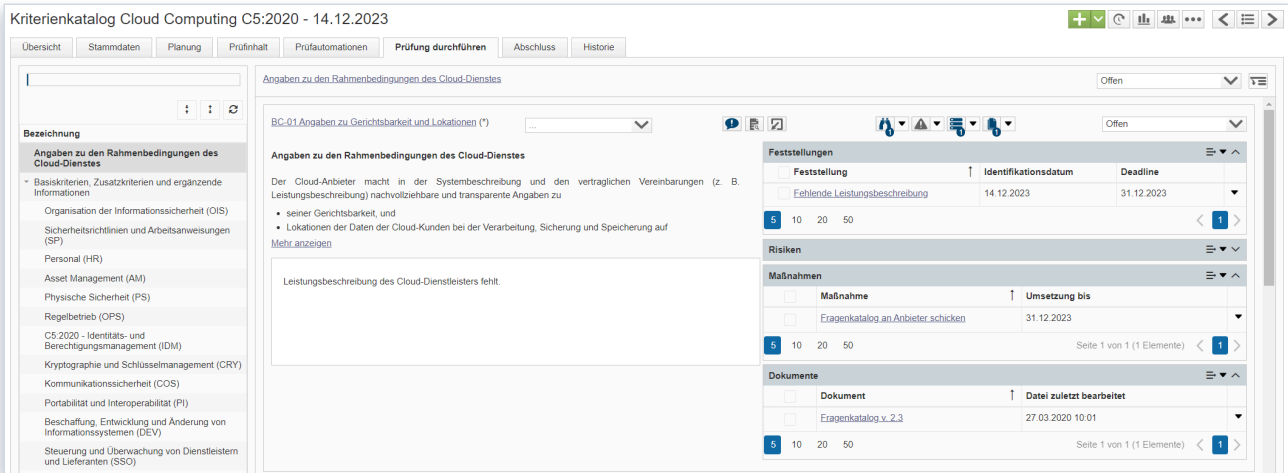 Kriterienkatalog Cloud Computing C5:2020 - 14.12.2023
Übersicht
Stammdaten
Planung
Prüfinhalt
Prüfautomationen
Prüfung durchführen
Abschluss
Historie
Bezeichnung
Angaben zu den Rahmenbedingungen des
Cloud-Dienstes
Basiskriterien, Zusatzkriterien und ergänzende
Informationen
Organisation der Informationssicherheit (OIS)
Sicherheitsrichtlinien und Arbeitsanweisungen
(SP)
Personal (HR)
Asset Management (AM)
Physische Sicherheit (PS)
Regelbetrieb (OPS)
C5:2020 - Identitäts- und
Berechtigungsmanagement (IDM)
Kryptographie und Schlüsselmanagement (CRY)
Kommunikationssicherheit (COS)
Portabilität und Interoperabilität (PI)
Beschaffung, Entwicklung und Änderung von
Informationssystemen (DEV)
Steuerung und Überwachung von Dienstleistern
und Lieferanten (SSO)
Angaben zu den Rahmenbedingungen des Cloud-Dienstes
Offen
BC-01 Angaben zu Gerichtsbarkeit und Lokationen (*)
...
1
1
1
Offen
Angaben zu den Rahmenbedingungen des Cloud-Dienstes
Der Cloud-Anbieter macht in der Systembeschreibung und den vertraglichen Vereinbarungen (z. B.
Leistungsbeschreibung) nachvollziehbare und transparente Angaben zu
• seiner Gerichtsbarkeit, und
• Lokationen der Daten der Cloud-Kunden bei der Verarbeitung, Sicherung und Speicherung auf
Mehr anzeigen
Leistungsbeschreibung des Cloud-Dienstleisters fehlt.
Feststellungen
Feststellung Identifikationsdatum Deadline
Fehlende Leistungsbeschreibung 14.12.2023 31.12.2023
5 10 20 50 1
Risiken
Maßnahmen
Maßnahme Umsetzung bis
Fragenkatalog an Anbieter schicken 31.12.2023
5 10 20 50 Seite 1 von 1 (1 Elemente) 1
Dokumente
Dokument Datei zuletzt bearbeitet
Fragenkatalog v. 2.3 27.03.2020 10:01
5 10 20 50 Seite 1 von 1 (1 Elemente) 1